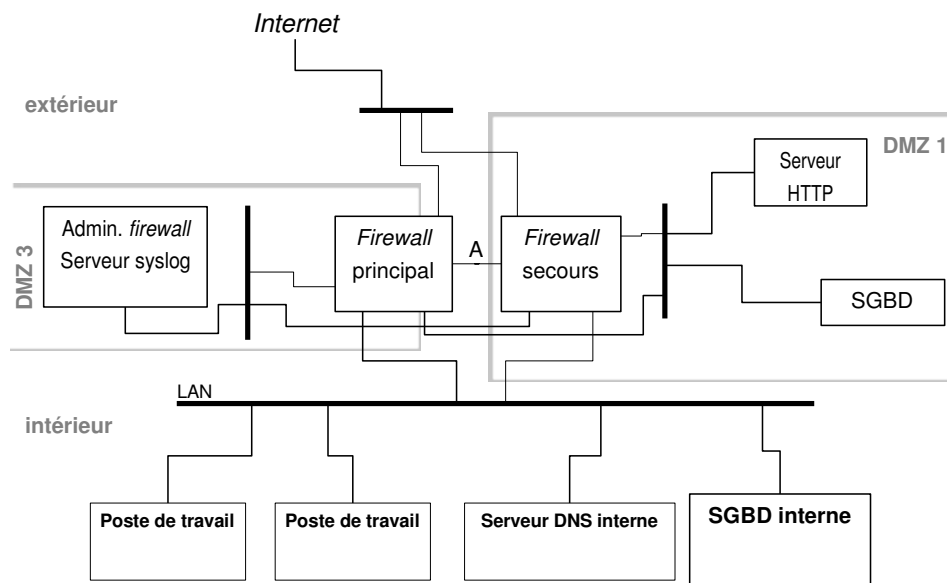 Internet
extérieur
DMZ 1
Serveur
HTTP
Admin. firewall
Serveur syslog
DMZ 3
Firewall
principal
A
Firewall
secours
SGBD
LAN
intérieur
Poste de travail
Poste de travail
Serveur DNS interne
SGBD interne